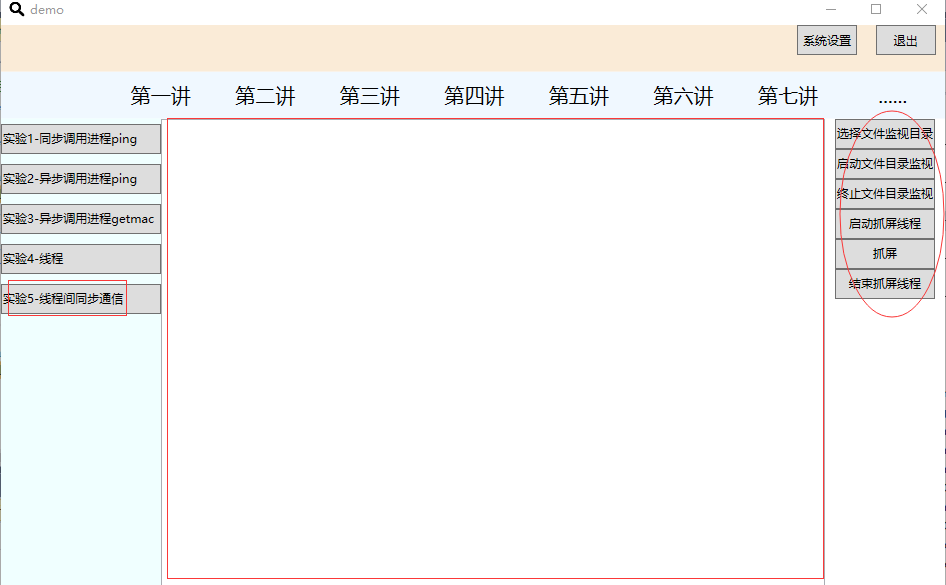 demo
系统设置
退出
第一讲 第二讲 第三讲 第四讲 第五讲 第六讲 第七讲 ......
实验1-同步调用进程ping
实验2-异步调用进程ping
实验3-异步调用进程getmac
实验4-线程
实验5-线程间同步通信
选择文件监视目录
启动文件目录监视
终止文件目录监视
启动抓屏线程
抓屏
结束抓屏线程